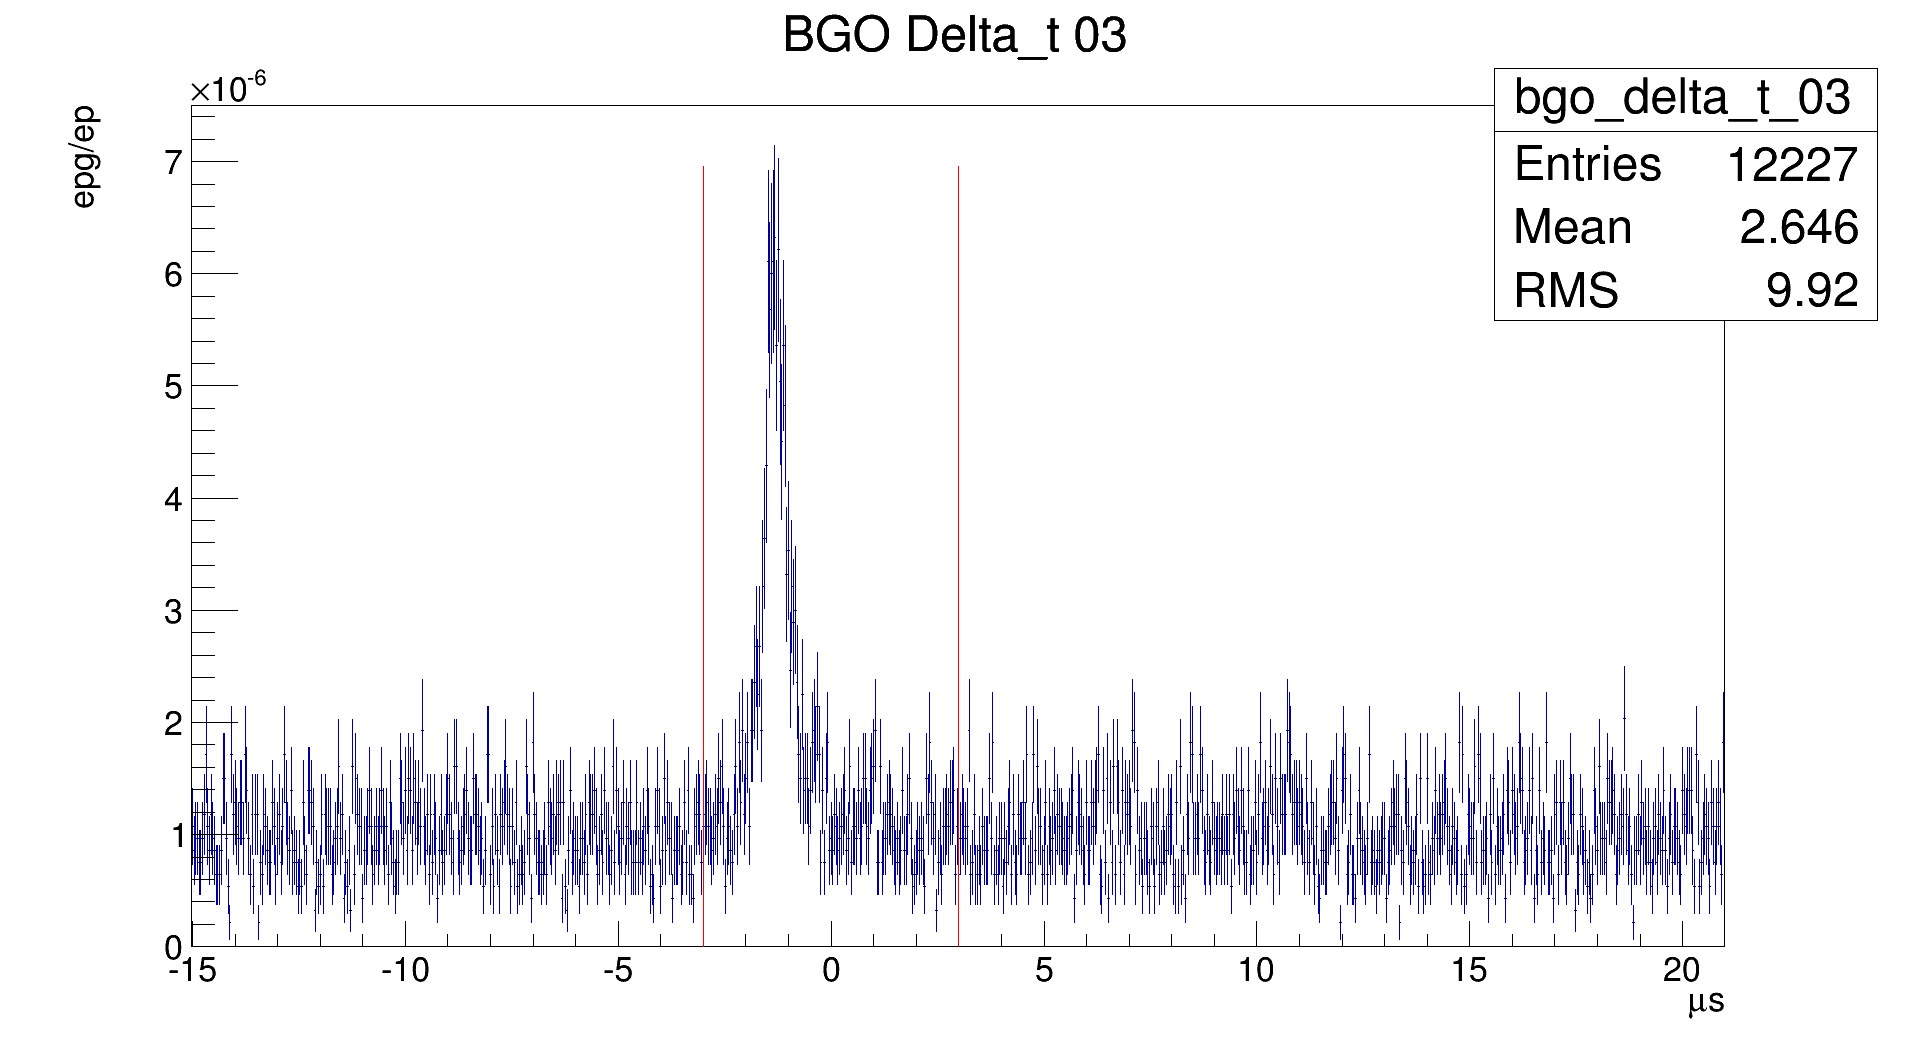 BGO Delta_t 03
×10-6
epg/ep
bgo_delta_t_03
Entries 12227
Mean 2.646
RMS 9.92
7
6
5
4
3
2
1
0
-15 -10 -5 0 5 10 15 20
μs